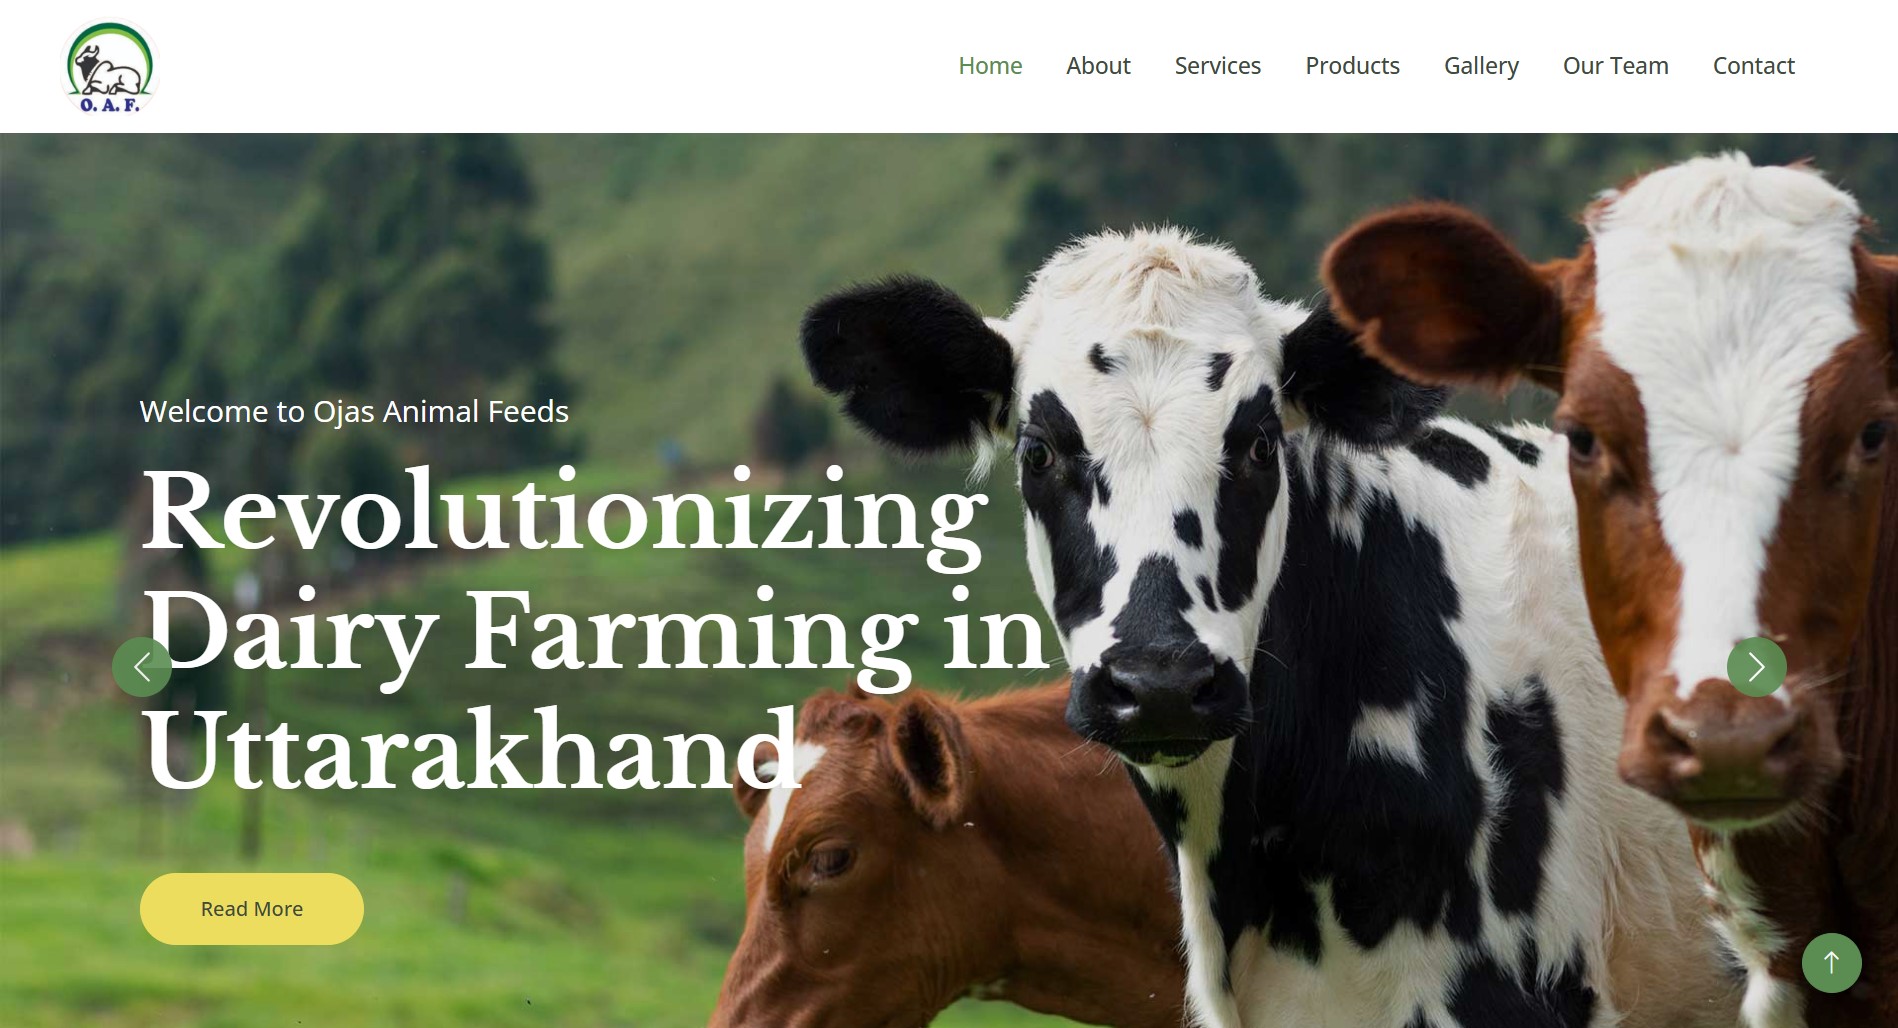 O. A. F.
Home About Services Products Gallery Our Team Contact
Welcome to Ojas Animal Feeds
Revolutionizing
Dairy Farming in
Uttarakhand
Read More